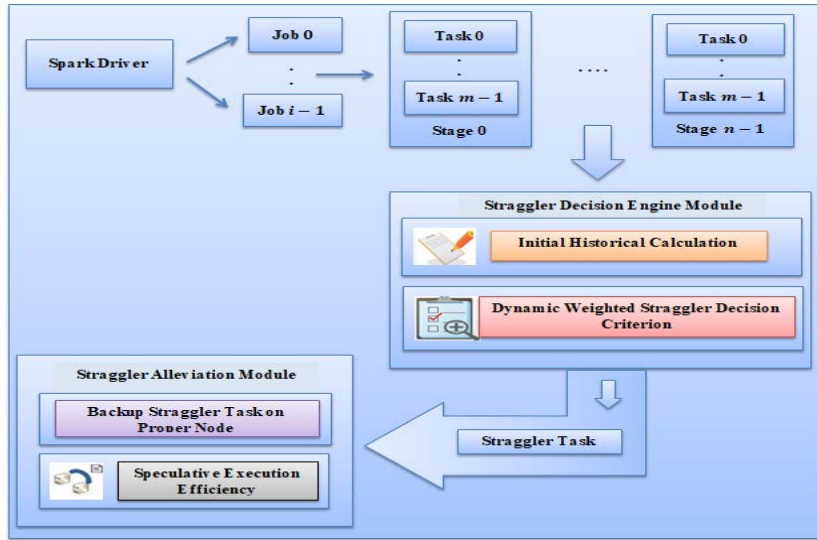 Spark Driver
Job 0
.
.
Job i − 1
Task 0
.
.
Task m − 1
Stage 0
....
Task 0
.
.
Task m − 1
Stage n − 1
Straggler Decision Engine Module
Initial Historical Calculation
Dynamic Weighted Straggler Decision
Criterion
Straggler Task
Straggler Alleviation Module
Backup Straggler Task on
Proper Node
Speculative Execution
Efficiency